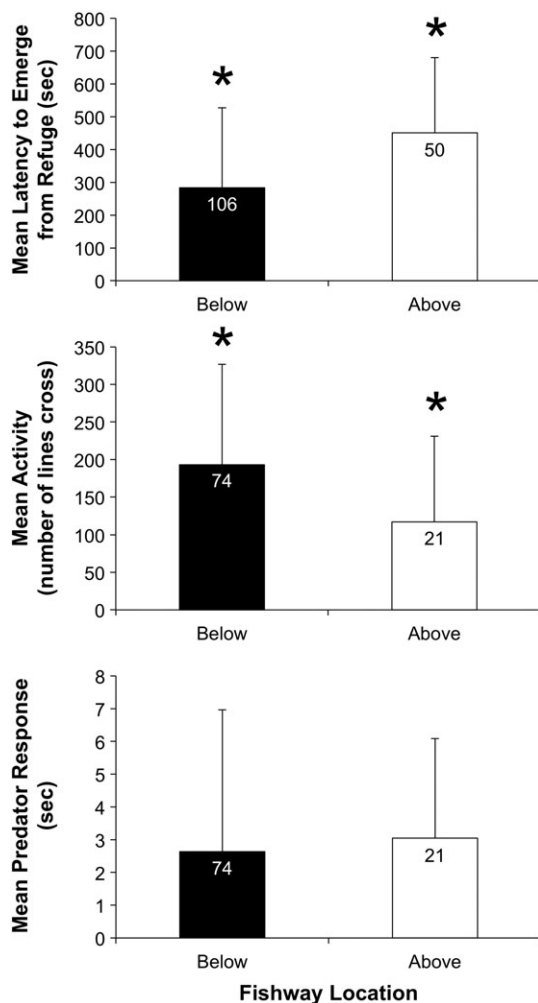 Mean Latency to Emerge
from Refuge (sec)
800
700
600
500
400
300
200
100
0
*
*
106
50
Below
Above
Mean Activity
(number of lines cross)
350
300
250
200
150
100
50
0
*
*
74
21
Below
Above
Mean Predator Response
(sec)
8
7
6
5
4
3
2
1
0
74
21
Below
Above
Fishway Location